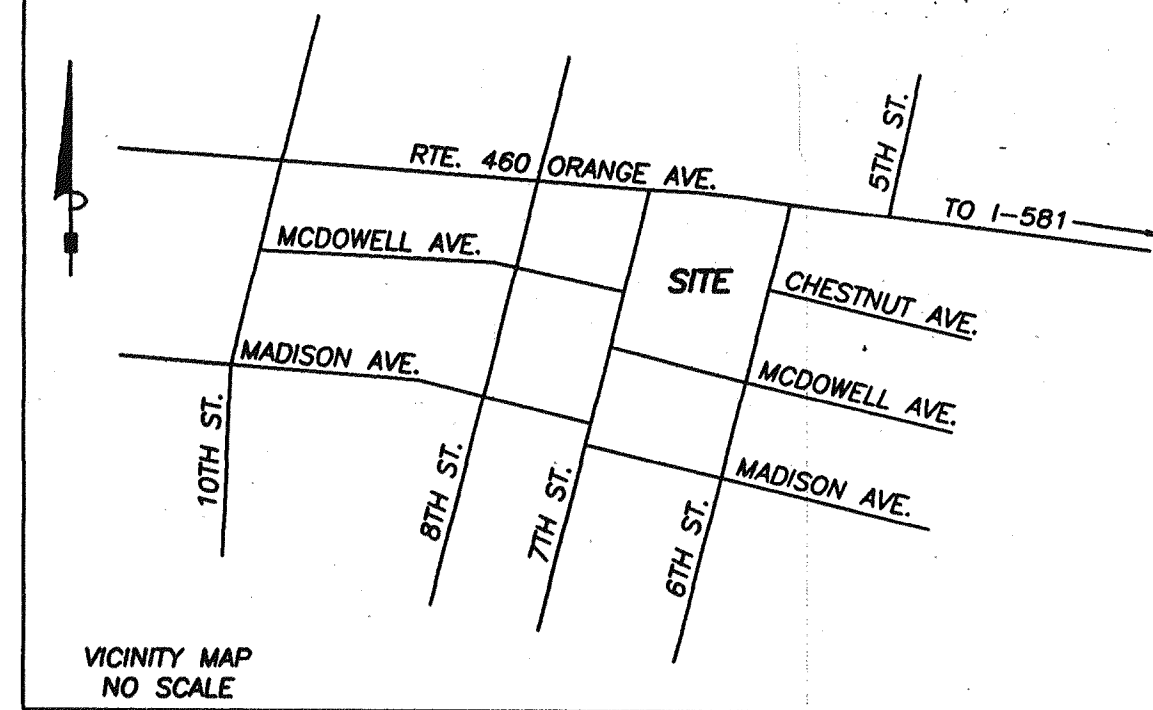 5TH ST.
RTE. 460 ORANGE AVE.
TO I-581
MCDOWELL AVE.
SITE
CHESTNUT AVE.
MADISON AVE.
MCDOWELL AVE.
10TH ST.
8TH ST.
7TH ST.
6TH ST.
MADISON AVE.
VICINITY MAP
NO SCALE